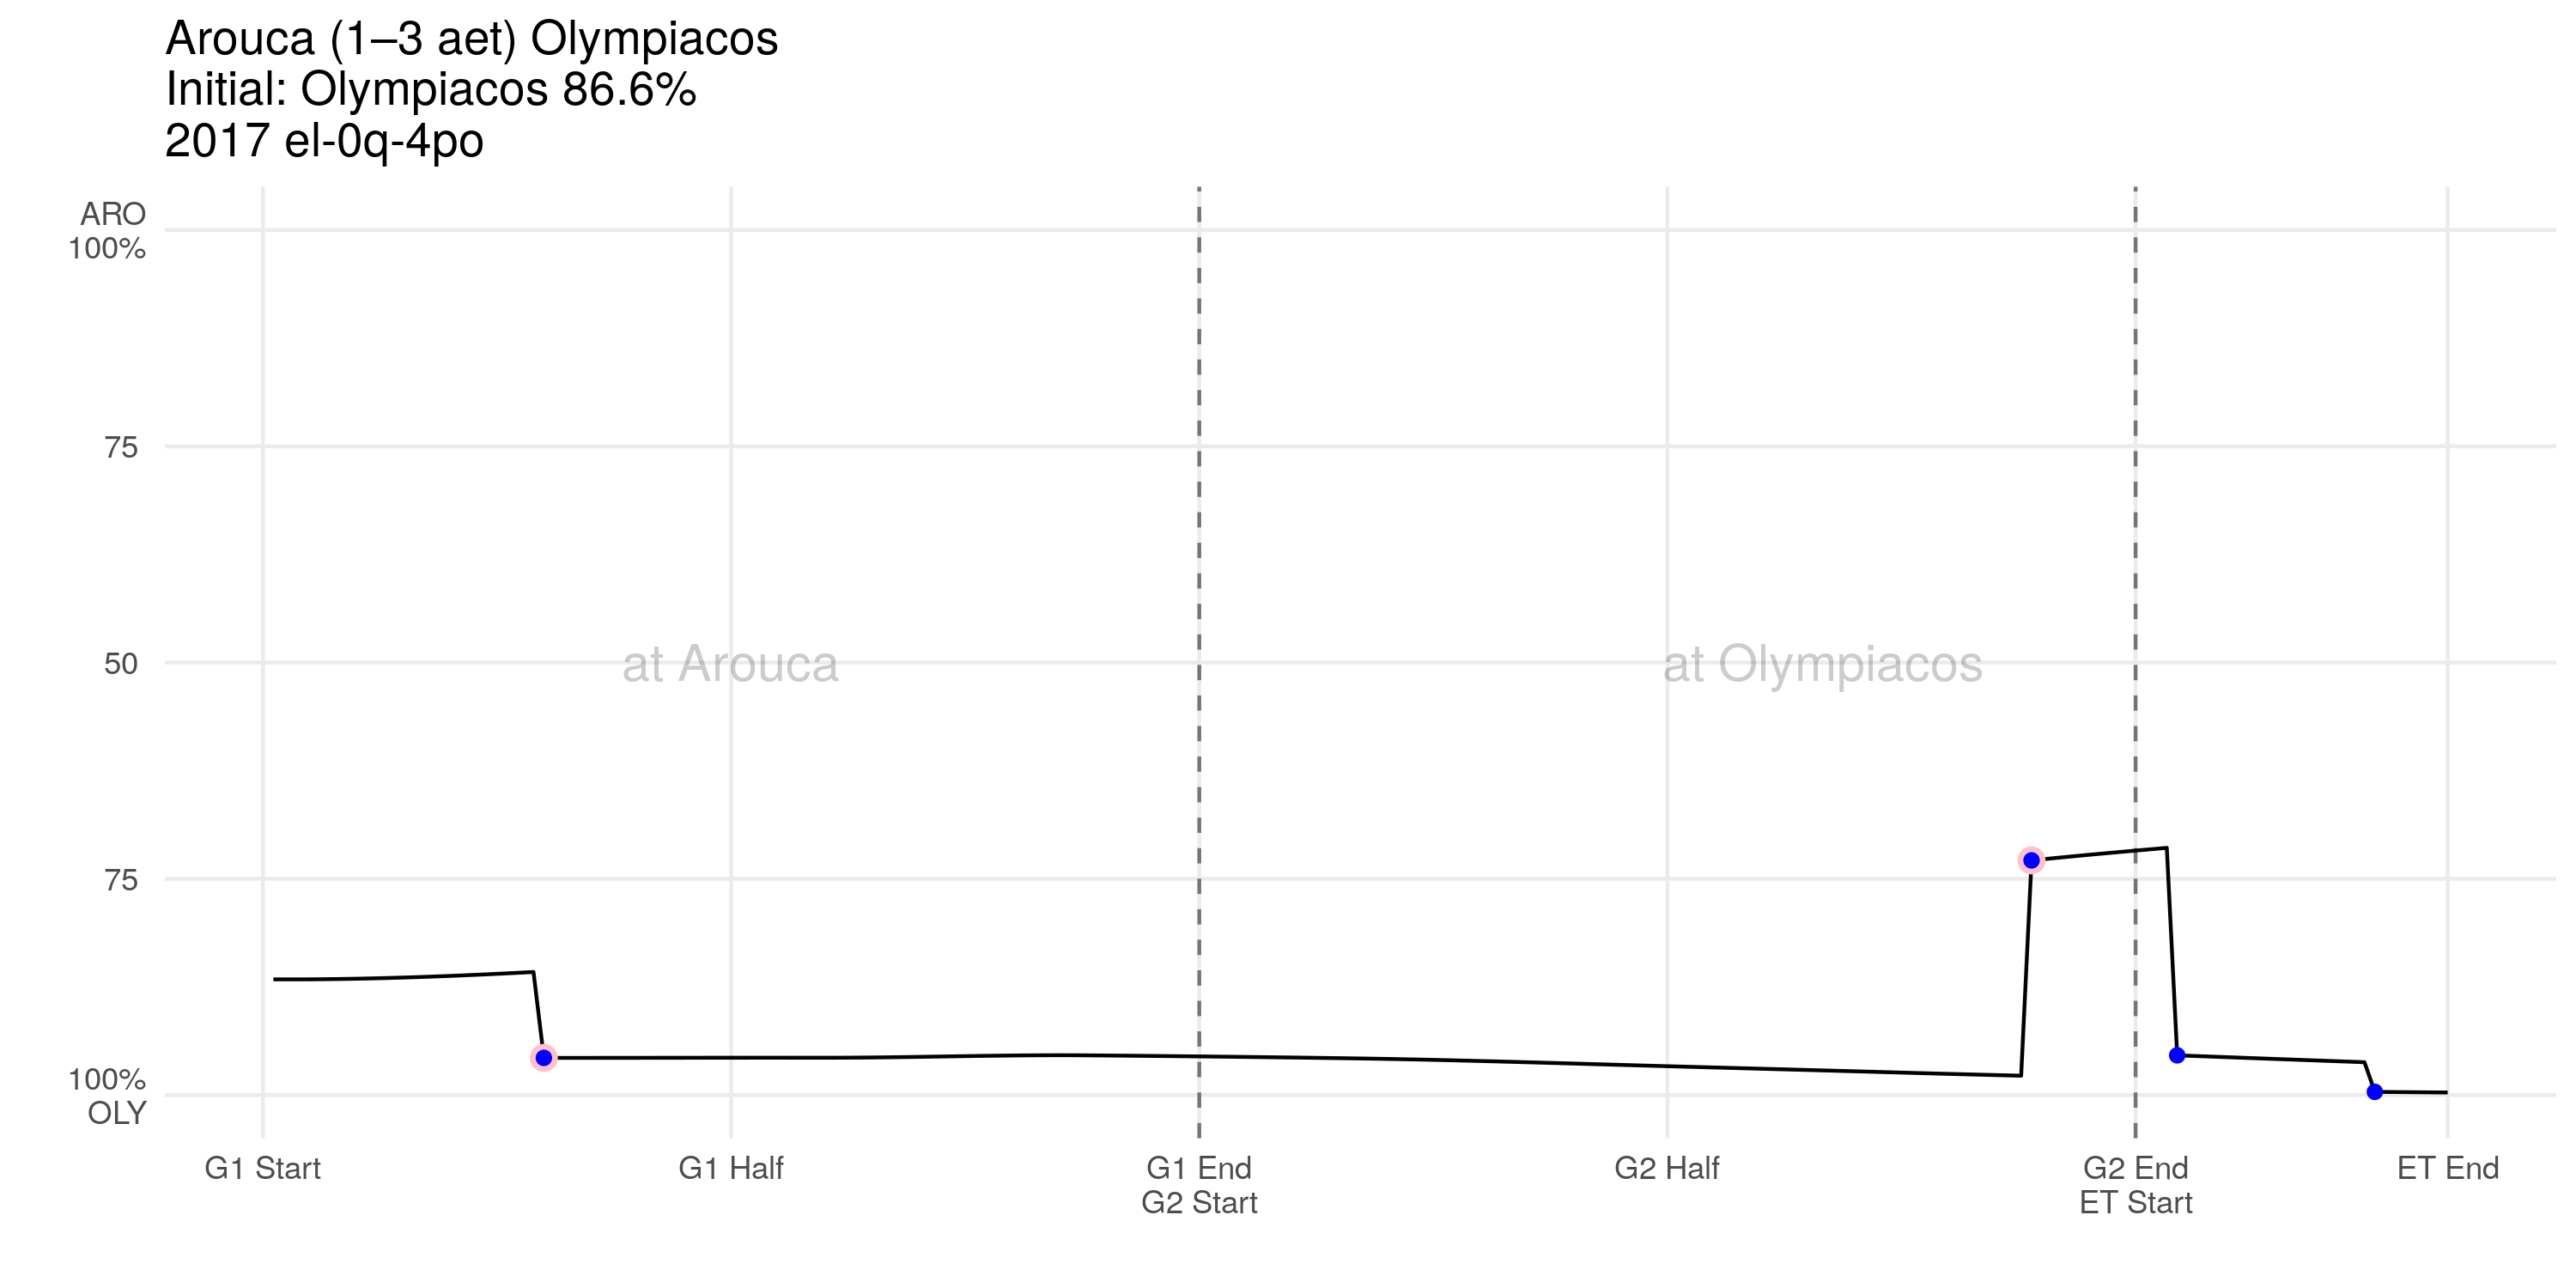 Arouca (1–3 aet) Olympiacos
Initial: Olympiacos 86.6%
2017 el-0q-4po
ARO
100%
75
50
75
100%
OLY
at Arouca
at Olympiacos
G1 Start
G1 Half
G1 End
G2 Start
G2 Half
G2 End
ET Start
ET End